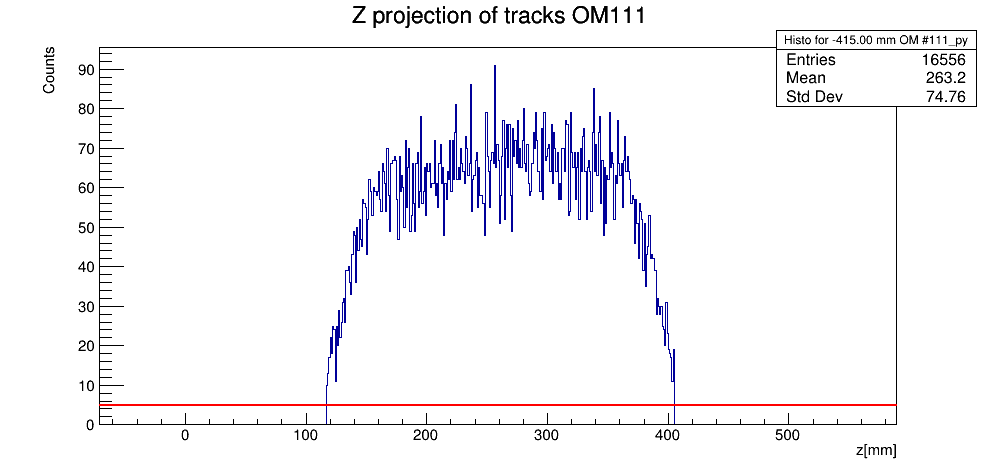 Z projection of tracks OM111
Histo for -415.00 mm OM #111_py
Entries 16556
Mean 263.2
Std Dev 74.76
Counts
90
80
70
60
50
40
30
20
10
0
0 100 200 300 400 500
z[mm]